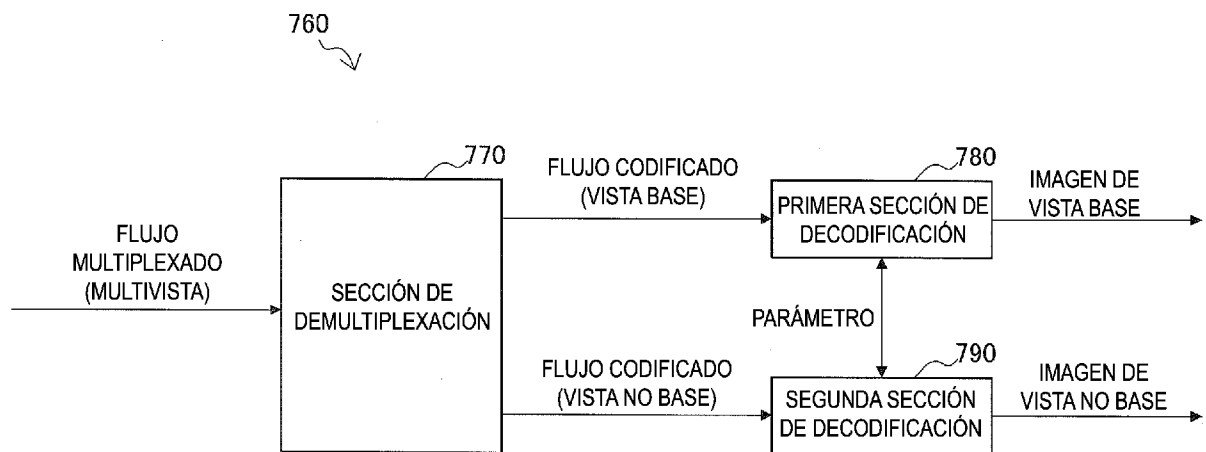 760
770
780
FLUJO CODIFICADO
(VISTA BASE)
PRIMERA SECCIÓN DE
DECODIFICACIÓN
IMAGEN DE
VISTA BASE
FLUJO
MULTIPLEXADO
(MULTIVISTA)
SECCIÓN DE
DEMULTIPLEXACIÓN
PARÁMETRO
790
FLUJO CODIFICADO
(VISTA NO BASE)
SEGUNDA SECCIÓN
DE DECODIFICACIÓN
IMAGEN DE
VISTA NO BASE